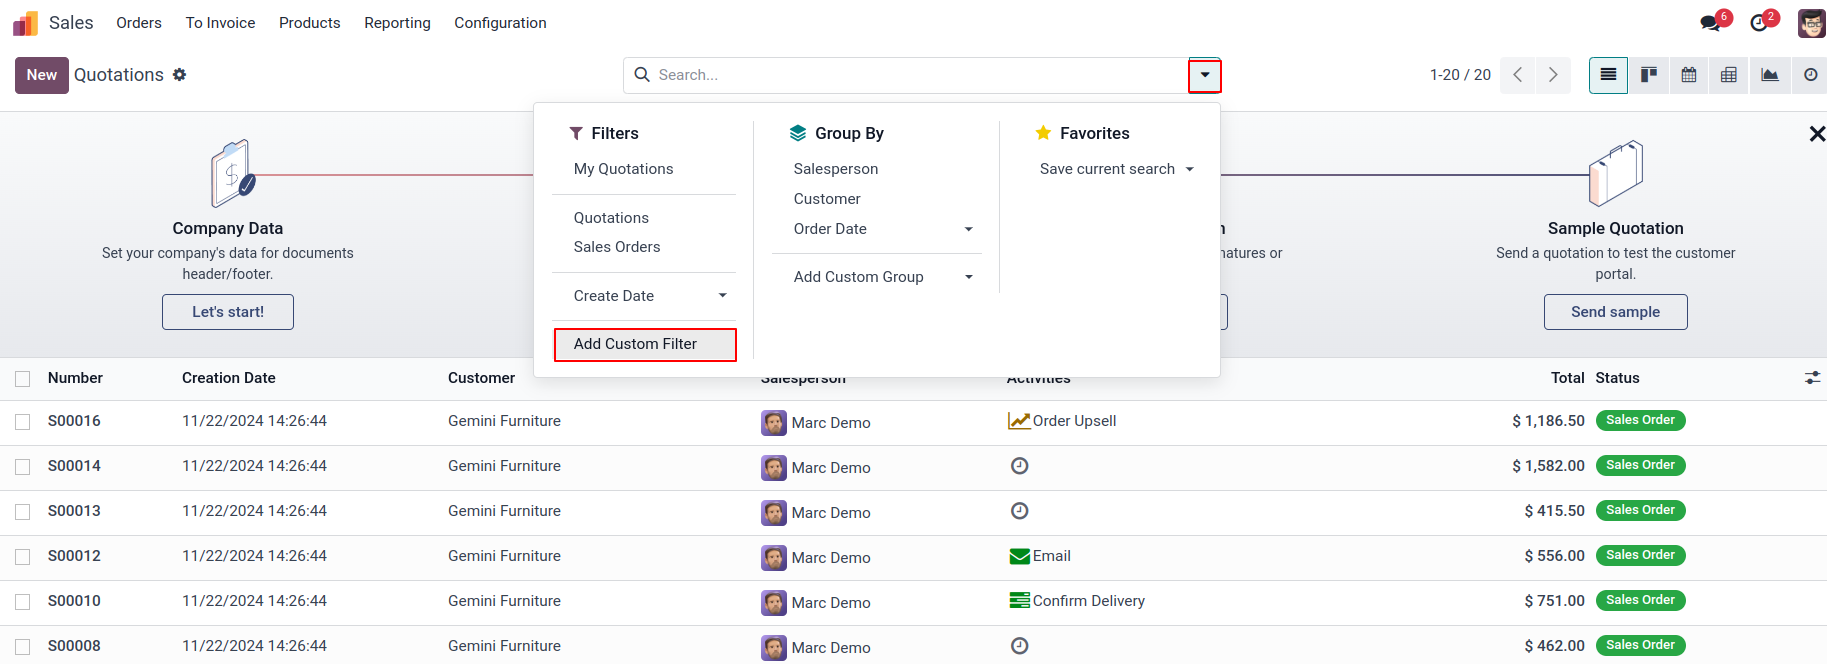 Sales Orders To Invoice Products Reporting Configuration 6 2
New Quotations Search... 1-20 / 20
Filters Group By Favorites
My Quotations Salesperson Save current search
Customer
Quotations Order Date
Sales Orders
Add Custom Group
Create Date
Add Custom Filter
Company Data
Set your company's data for documents
header/footer.
Let's start!
natures or
Sample Quotation
Send a quotation to test the customer
portal.
Send sample
Number Creation Date Customer Salesperson Activities Total Status
S00016 11/22/2024 14:26:44 Gemini Furniture Marc Demo Order Upsell $ 1,186.50 Sales Order
S00014 11/22/2024 14:26:44 Gemini Furniture Marc Demo $ 1,582.00 Sales Order
S00013 11/22/2024 14:26:44 Gemini Furniture Marc Demo $ 415.50 Sales Order
S00012 11/22/2024 14:26:44 Gemini Furniture Marc Demo Email $ 556.00 Sales Order
S00010 11/22/2024 14:26:44 Gemini Furniture Marc Demo Confirm Delivery $ 751.00 Sales Order
S00008 11/22/2024 14:26:44 Gemini Furniture Marc Demo $ 462.00 Sales Order